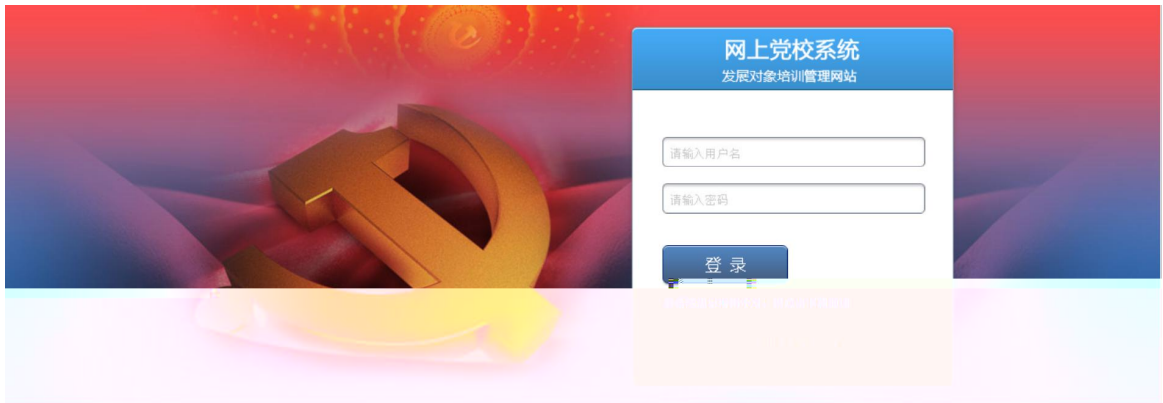 网上党校系统
发展对象培训管理网站
请输入用户名
请输入密码
登 录